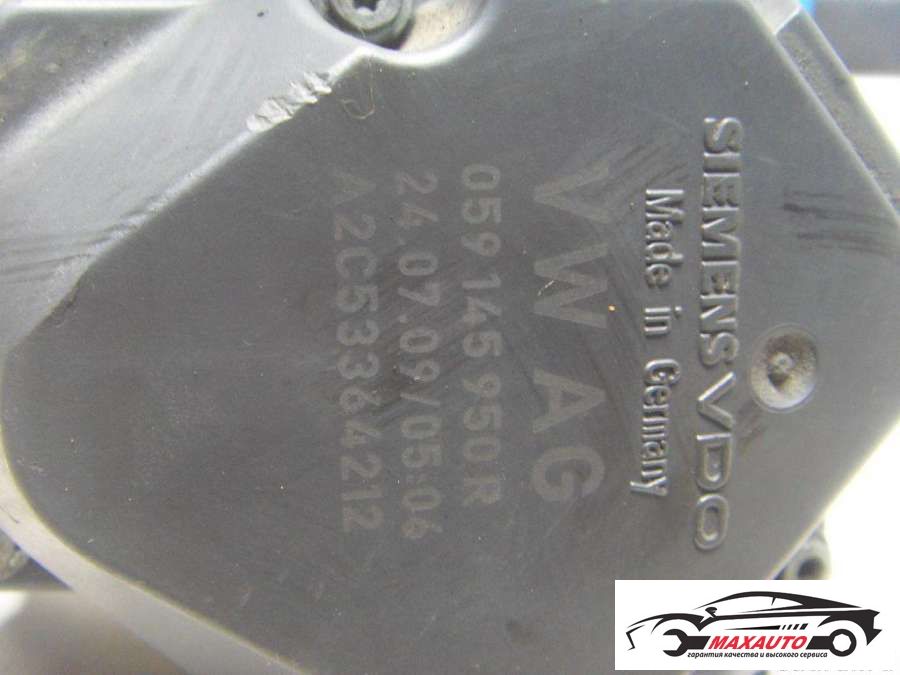 SIEMENS VDO
Made in Germany
VW AG
059 145 950 R
24.07.09/05:06
A2C53364212
MAXAUTO
гарантия качества и высокого сервиса